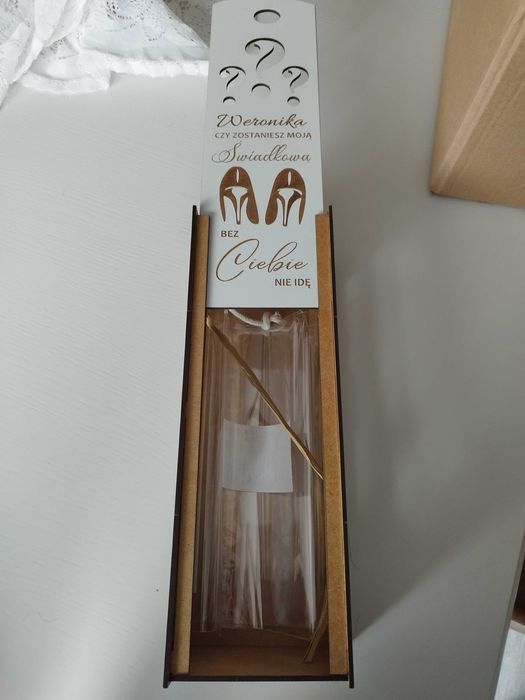 ? ? ?
Weronika
CZY ZOSTANIESZ MOJĄ
Świadkową
BEZ
Ciebie
NIE IDĘ